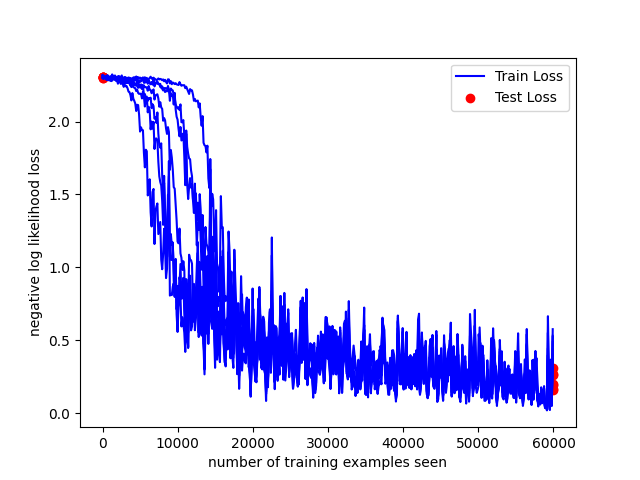 Train Loss
Test Loss
2.0
1.5
1.0
0.5
0.0
negative log likelihood loss
0 10000 20000 30000 40000 50000 60000
number of training examples seen